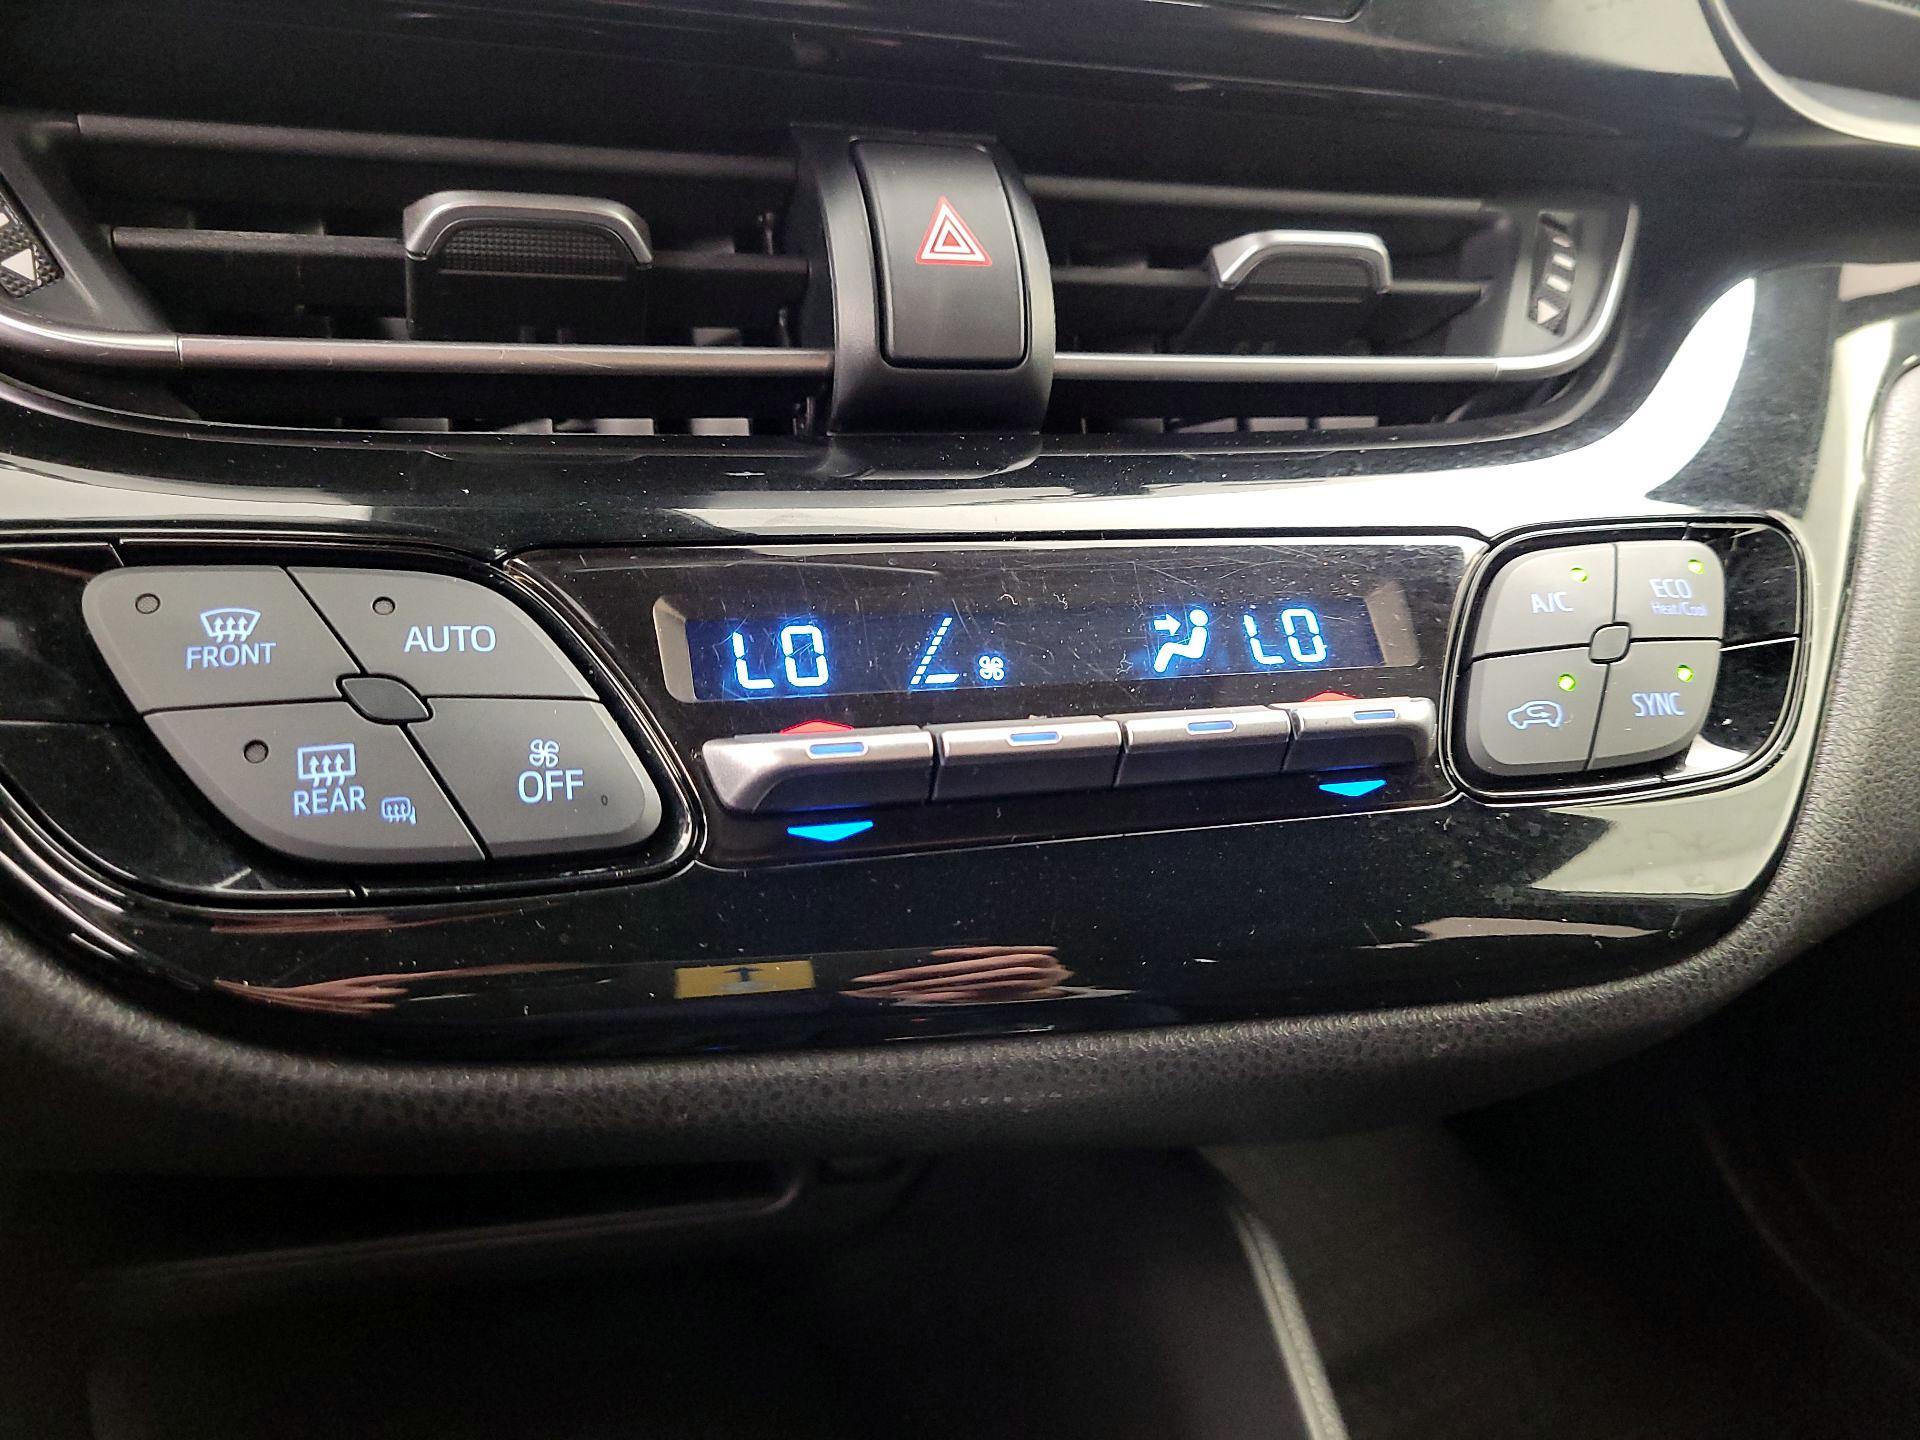 FRONT
AUTO
REAR
OFF
LO
LO
A/C
ECO
Heat/Cool
SYNC